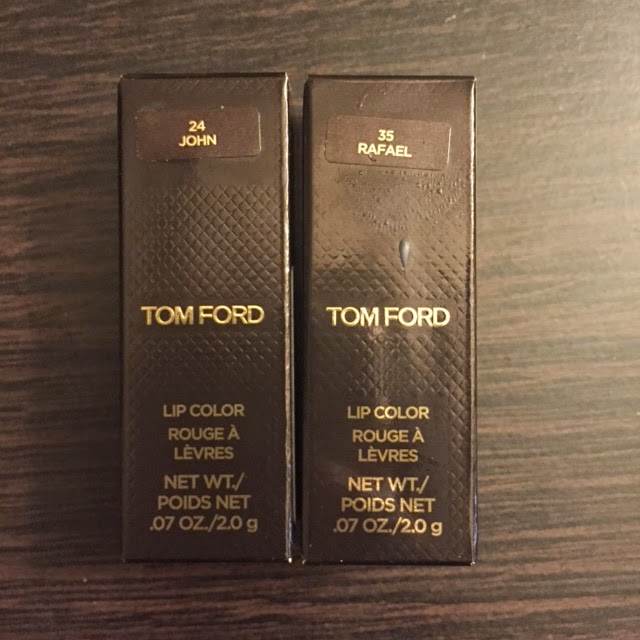 24
JOHN
TOM FORD
LIP COLOR
ROUGE À
LÈVRES
NET WT./
POIDS NET
.07 OZ./2.0 g
35
RAFAEL
TOM FORD
LIP COLOR
ROUGE À
LÈVRES
NET WT./
POIDS NET
.07 OZ./2.0 g